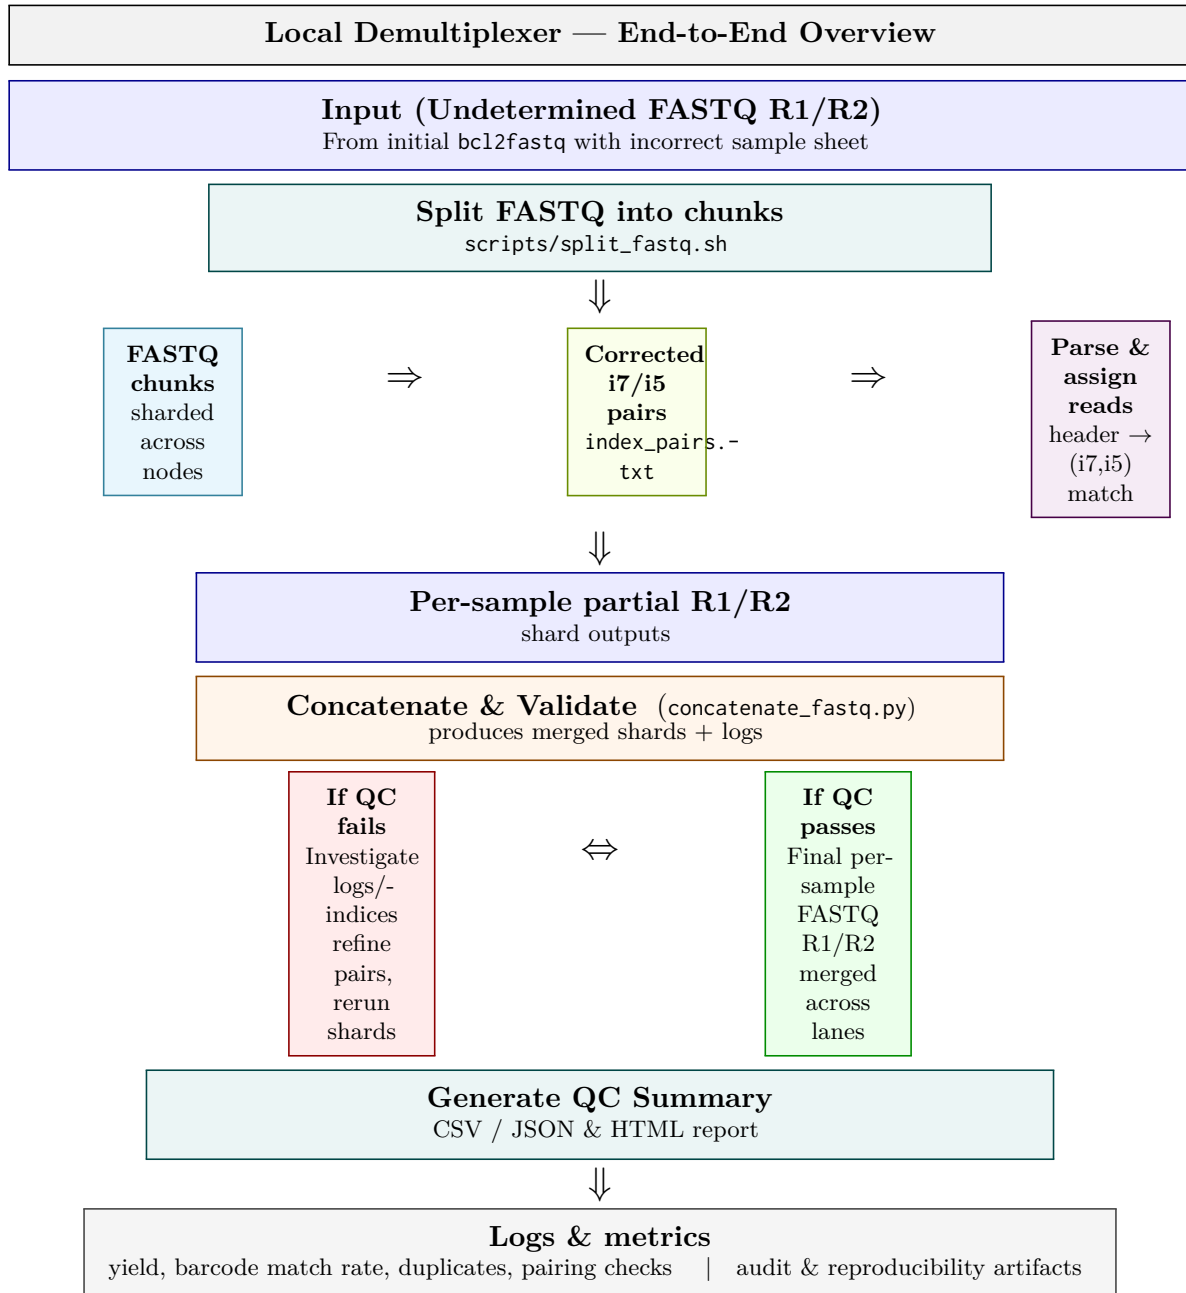 Local Demultiplexer — End-to-End Overview
Input (Undetermined FASTQ R1/R2)
From initial bcl2fastq with incorrect sample sheet
Split FASTQ into chunks
scripts/split_fastq.sh
⇓
FASTQ
chunks
sharded
across
nodes
⇒
Corrected
i7/i5
pairs
index_pairs.-
txt
⇒
Parse &
assign
reads
header →
(i7,i5)
match
⇓
Per-sample partial R1/R2
shard outputs
Concatenate & Validate (concatenate_fastq.py)
produces merged shards + logs
If QC
fails
Investigate
logs/-
indices
refine
pairs,
rerun
shards
⇔
If QC
passes
Final per-
sample
FASTQ
R1/R2
merged
across
lanes
Generate QC Summary
CSV / JSON & HTML report
⇓
Logs & metrics
yield, barcode match rate, duplicates, pairing checks | audit & reproducibility artifacts